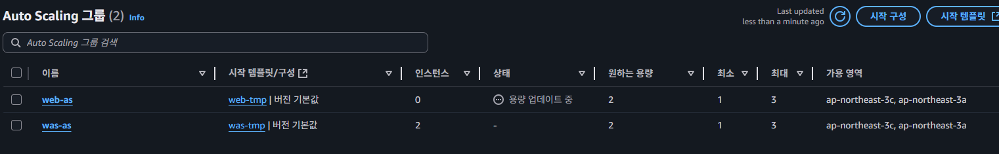 Auto Scaling 그룹 (2) Info
Last updated
less than a minute ago
시작 구성
시작 템플릿
Auto Scaling 그룹 검색
이름 시작 템플릿/구성 인스턴스 상태 원하는 용량 최소 최대 가용 영역
web-as web-tmp | 버전 기본값 0 용량 업데이트 중 2 1 3 ap-northeast-3c, ap-northeast-3a
was-as was-tmp | 버전 기본값 2 - 2 1 3 ap-northeast-3c, ap-northeast-3a